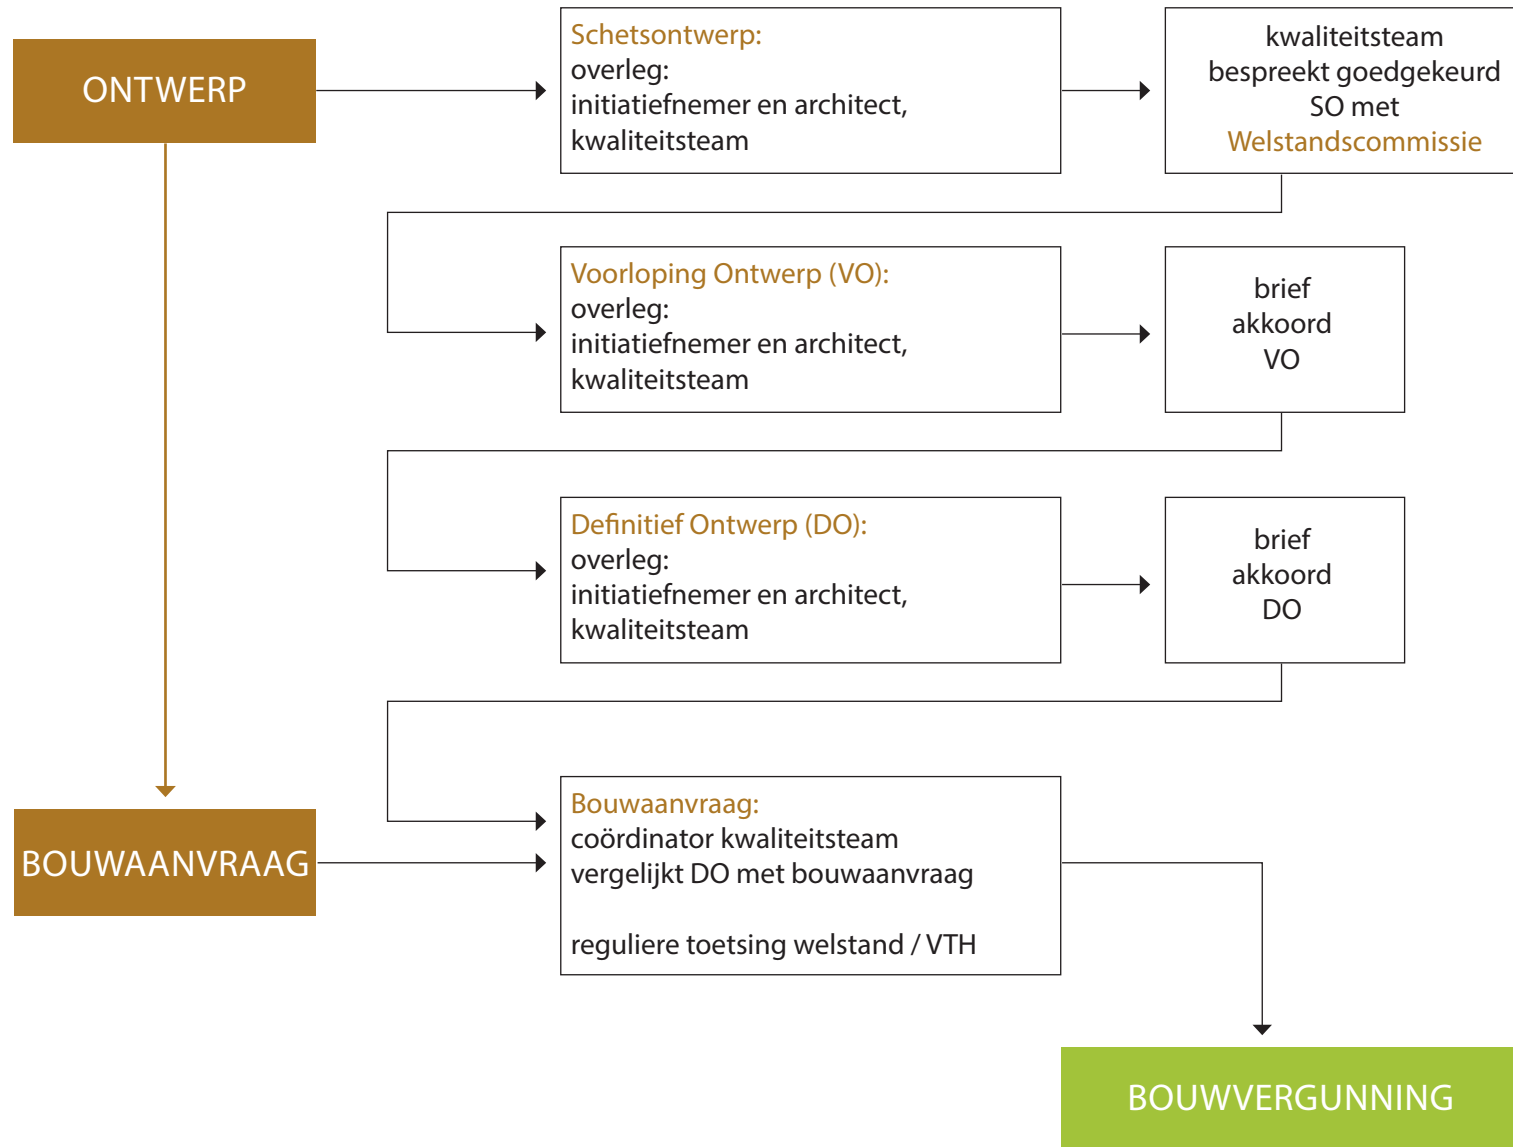 ONTWERP
Schetsontwerp:
overleg:
initiatiefnemer en architect,
kwaliteitsteam
kwaliteitsteam
bespreekt goedgekeurd
SO met
Welstandscommissie
Voorloping Ontwerp (VO):
overleg:
initiatiefnemer en architect,
kwaliteitsteam
brief
akkoord
VO
Definitief Ontwerp (DO):
overleg:
initiatiefnemer en architect,
kwaliteitsteam
brief
akkoord
DO
BOUWAANVRAAG
Bouwaanvraag:
coördinator kwaliteitsteam
vergelijkt DO met bouwaanvraag
reguliere toetsing welstand / VTH
BOUWVERGUNNING